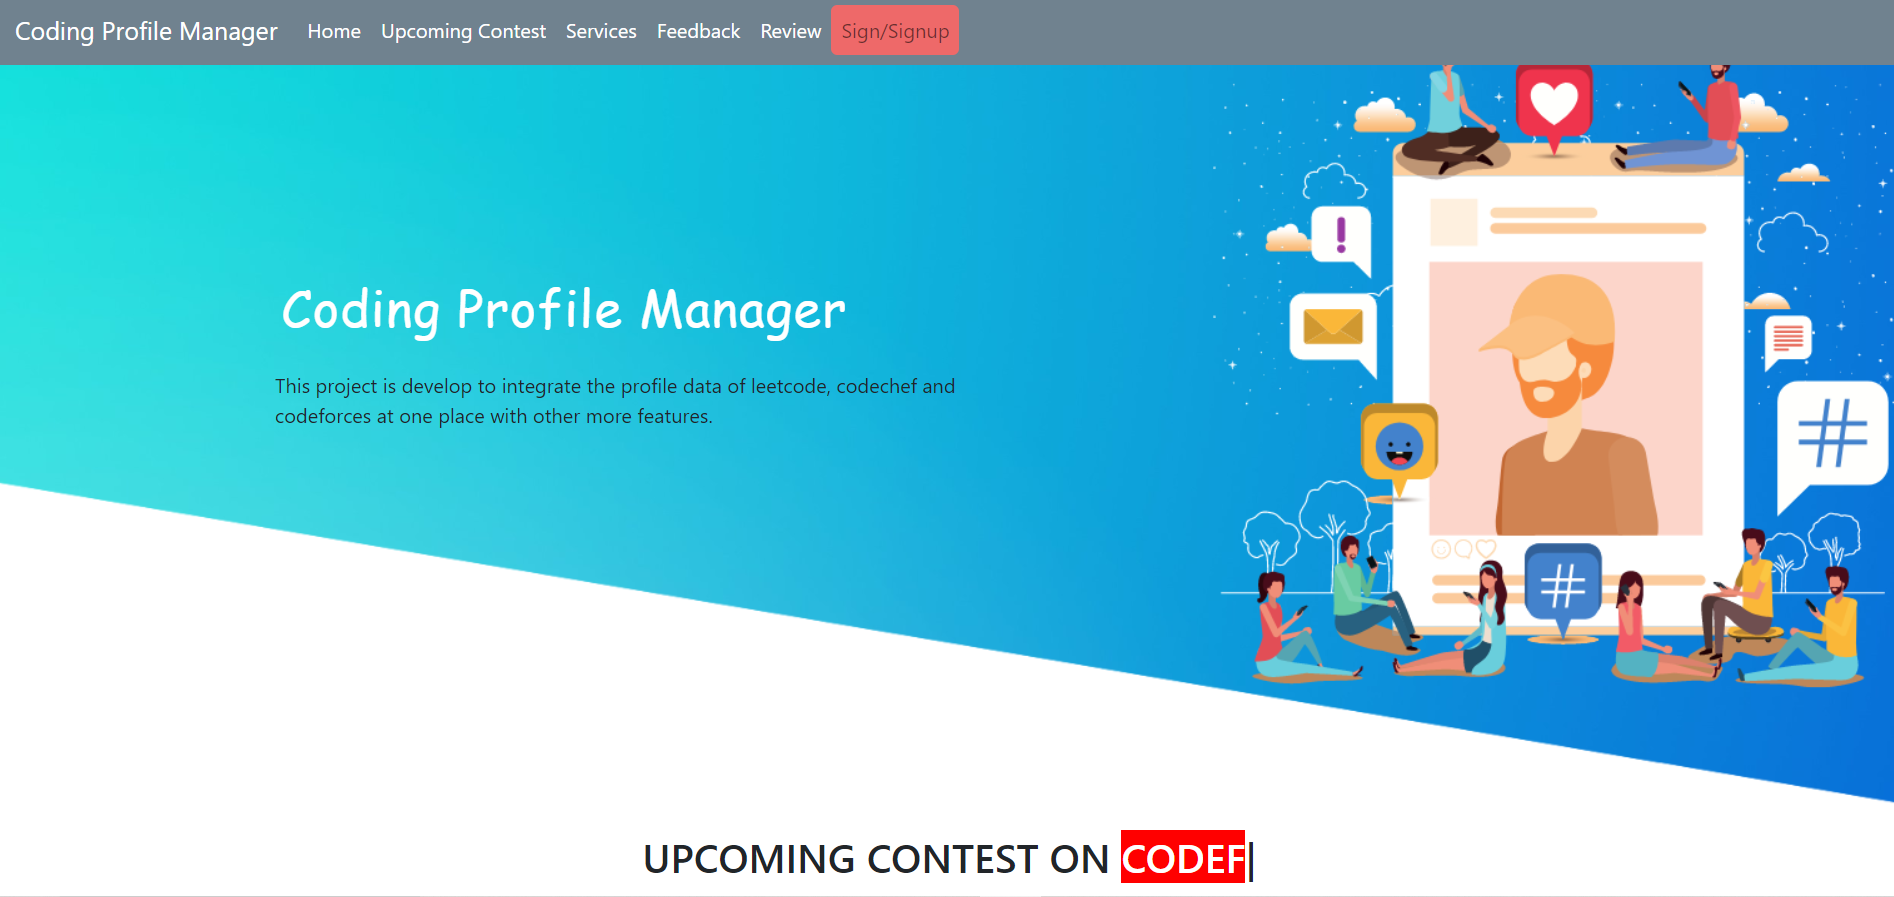 Coding Profile Manager Home Upcoming Contest Services Feedback Review Sign/Signup
Coding Profile Manager
This project is develop to integrate the profile data of leetcode, codechef and
codeforces at one place with other more features.
UPCOMING CONTEST ON CODEF|